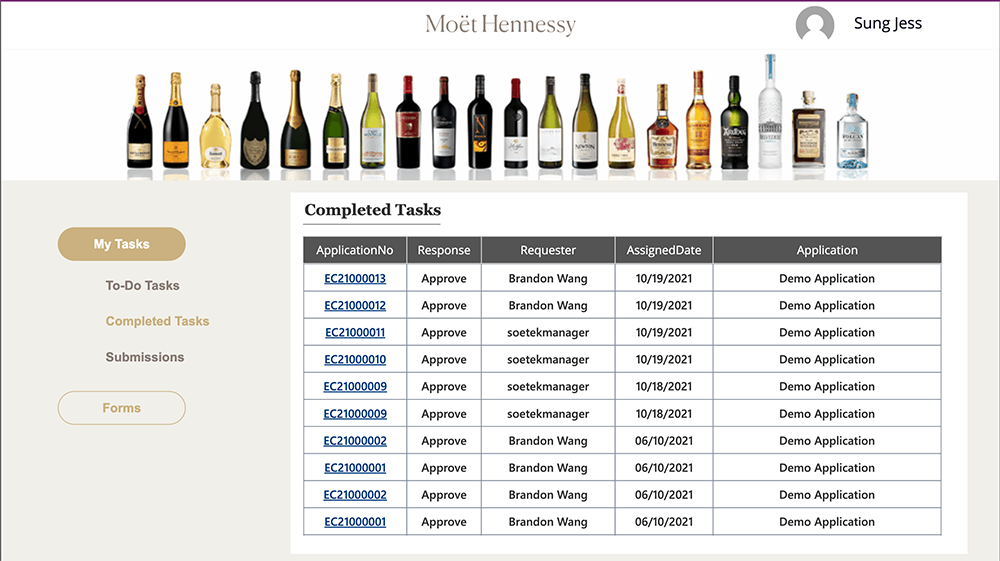 Moët Hennessy
Sung Jess
Completed Tasks
My Tasks
To-Do Tasks
Completed Tasks
Submissions
Forms
ApplicationNo Response Requester AssignedDate Application
EC21000013 Approve Brandon Wang 10/19/2021 Demo Application
EC21000012 Approve Brandon Wang 10/19/2021 Demo Application
EC21000011 Approve soetekmanager 10/19/2021 Demo Application
EC21000010 Approve soetekmanager 10/19/2021 Demo Application
EC21000009 Approve soetekmanager 10/18/2021 Demo Application
EC21000009 Approve soetekmanager 10/18/2021 Demo Application
EC21000002 Approve Brandon Wang 06/10/2021 Demo Application
EC21000001 Approve Brandon Wang 06/10/2021 Demo Application
EC21000002 Approve Brandon Wang 06/10/2021 Demo Application
EC21000001 Approve Brandon Wang 06/10/2021 Demo Application